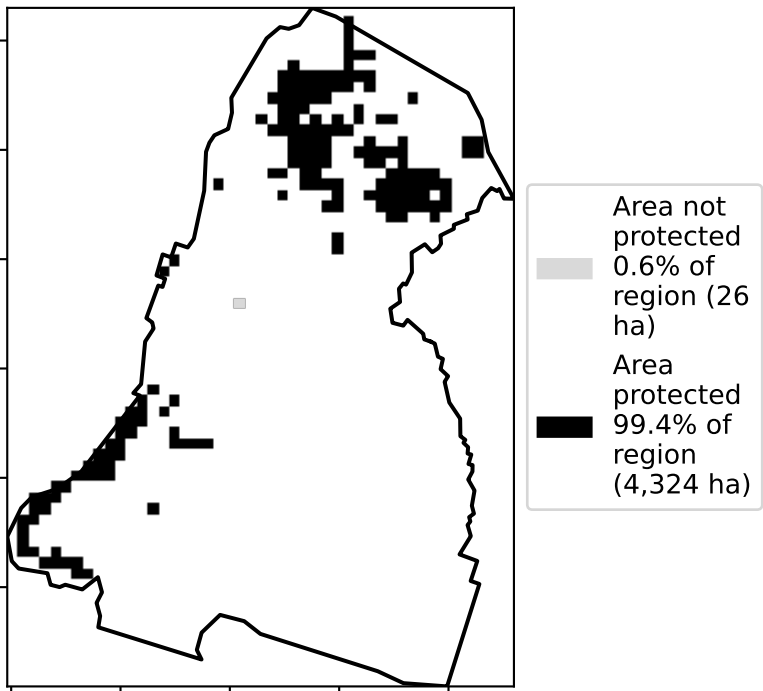 Area not
protected
0.6% of
region (26
ha)
Area
protected
99.4% of
region
(4,324 ha)